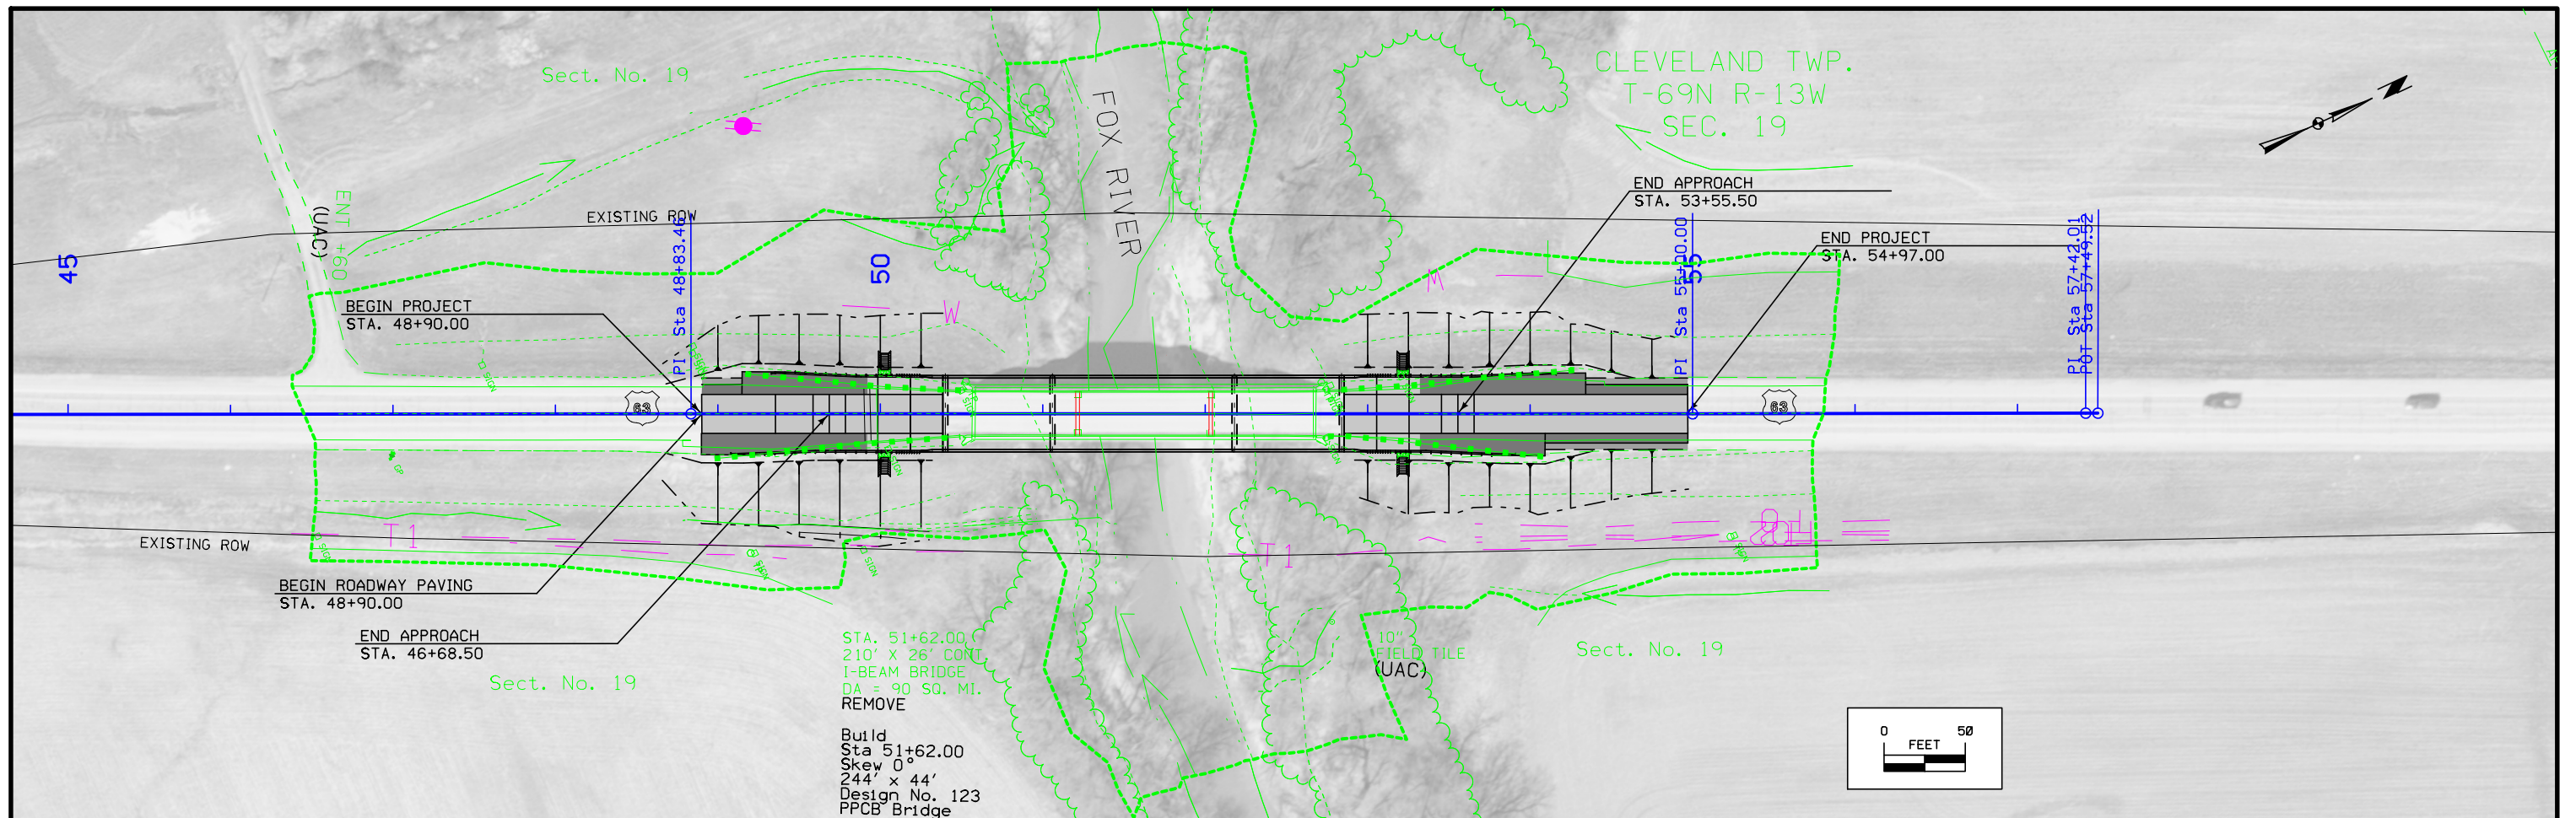 Sect. No. 19
CLEVELAND TWP.
T-69N R-13W
SEC. 19
FOX RIVER
ENT +60
(UAC)
EXISTING ROW
END APPROACH
STA. 53+55.50
END PROJECT
STA. 54+97.00
45
50
55
PI Sta 48+83.46
PI Sta 55+00.00
PI Sta 57+42.01
POT Sta 57+49.52
BEGIN PROJECT
STA. 48+90.00
W
W
SIGN
63
63
GP
T1
T1
EXISTING ROW
SIGN
SIGN
SIGN
SIGN
BEGIN ROADWAY PAVING
STA. 48+90.00
END APPROACH
STA. 46+68.50
Sect. No. 19
STA. 51+62.00
210' X 26' CONT.
I-BEAM BRIDGE
DA = 90 SQ. MI.
REMOVE
Build
Sta 51+62.00
Skew 0°
244' x 44'
Design No. 123
PPCB Bridge
10"
FIELD TILE
(UAC)
Sect. No. 19
0 50
FEET